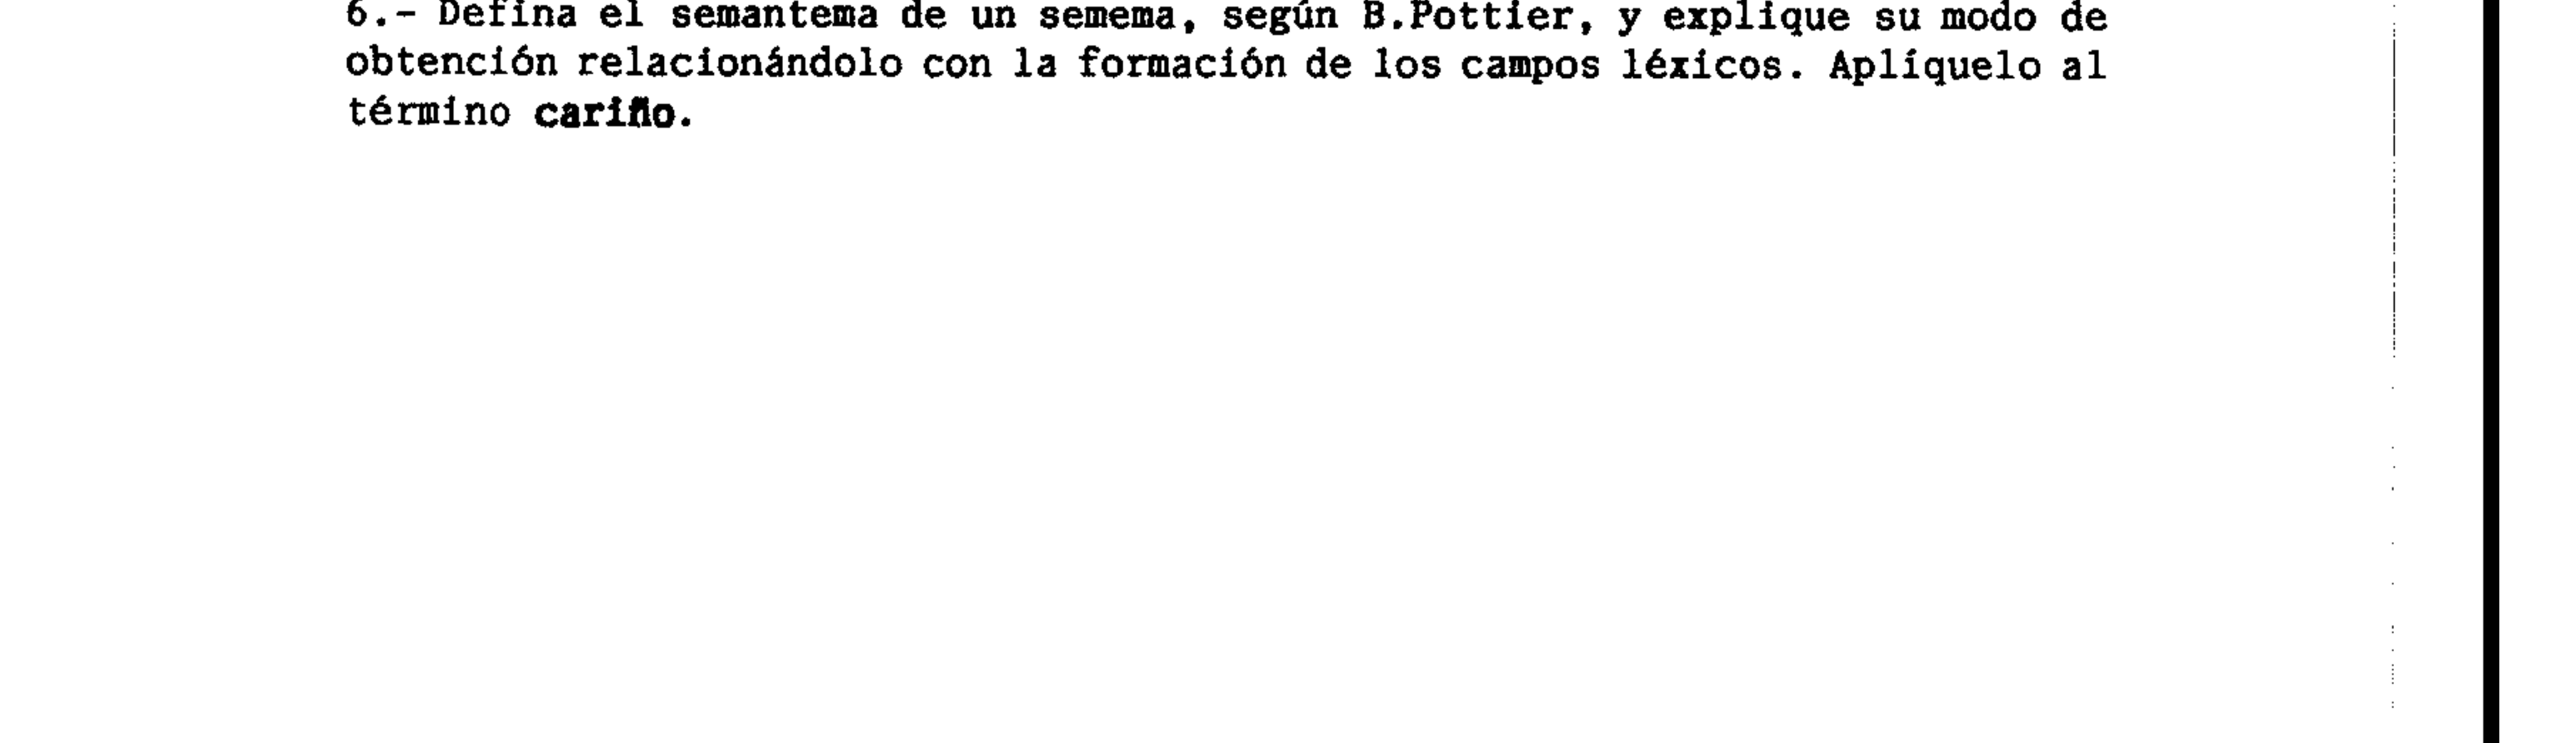 6.- Defina el semantema de un semema, según B.Pottier, y explique su modo de
obtención relacionándolo con la formación de los campos léxicos. Aplíquelo al
término cariño.